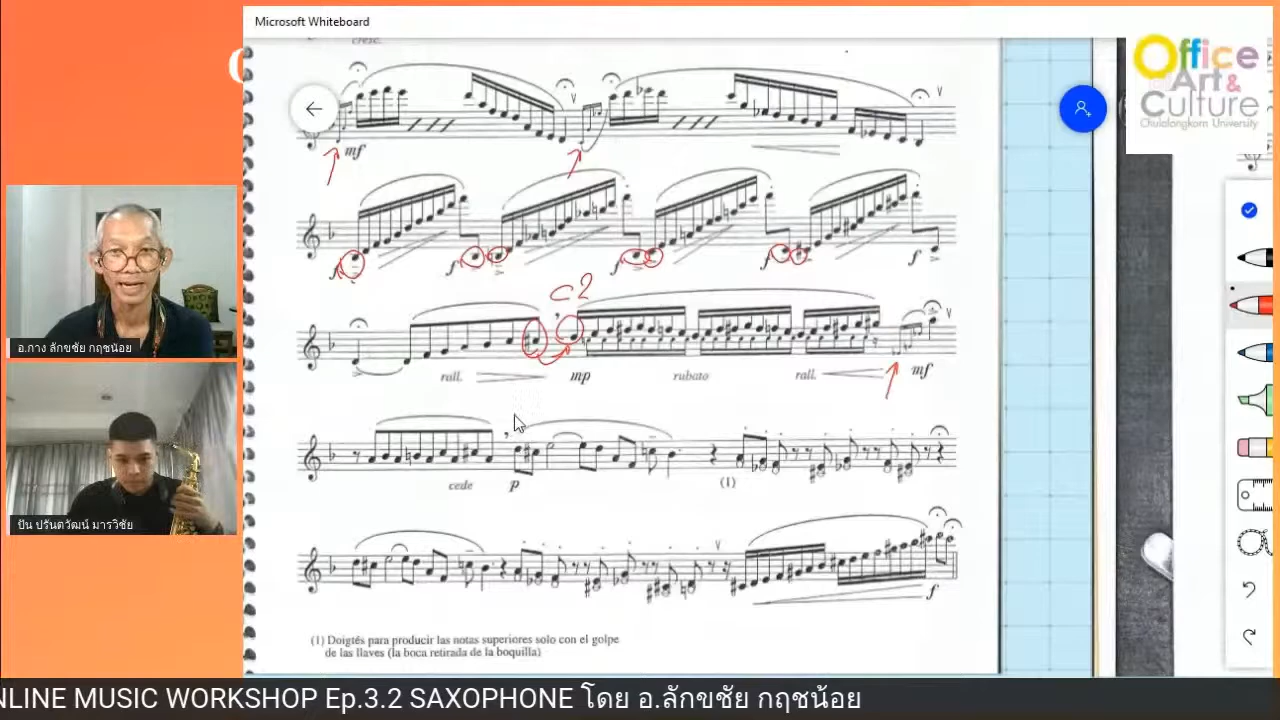 Microsoft Whiteboard
Office
Art &
Culture
Chulalongkorn University
cresc.
mf
f
f
f
f
f
c2
rall.
mp
rubato
rall.
mf
cede
p
(1)
f
(1) Doigtés para producir las notas superiores solo con el golpe
de las llaves (la boca retirada de la boquilla)
อ.กาง ลักขชัย กฤชน้อย
ปัน ปรันตวัฒน์ มารวิชัย
NLINE MUSIC WORKSHOP Ep.3.2 SAXOPHONE โดย อ.ลักขชัย กฤชน้อย